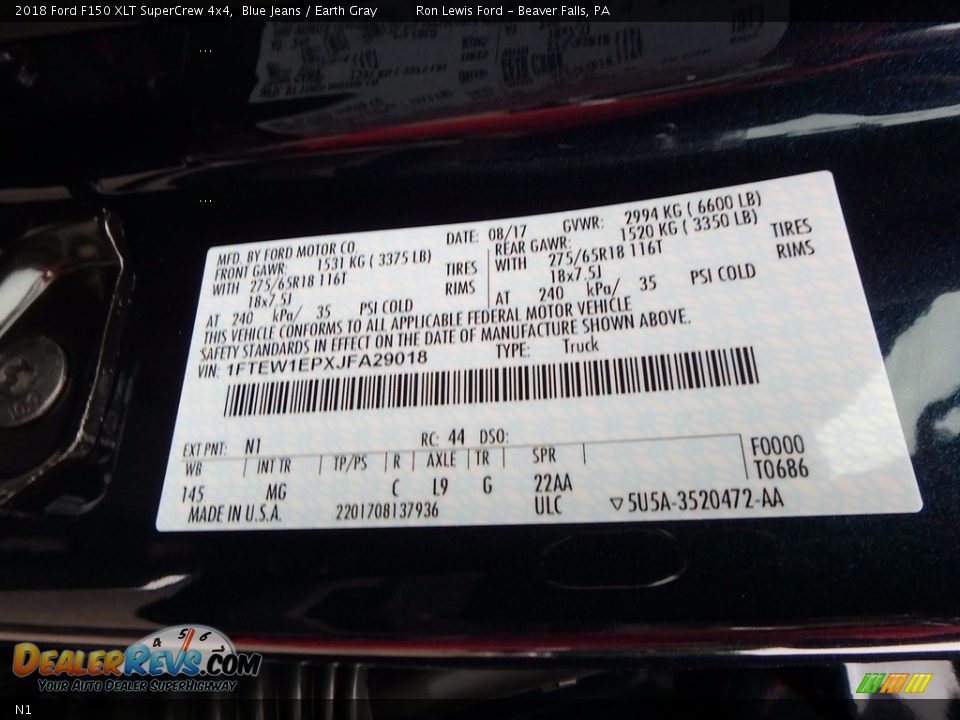 2018 Ford F150 XLT SuperCrew 4x4, Blue Jeans / Earth Gray Ron Lewis Ford - Beaver Falls, PA
MFD. BY FORD MOTOR CO. DATE: 08/17 GVWR: 2994 KG ( 6600 LB)
FRONT GAWR: 1531 KG ( 3375 LB) REAR GAWR: 1520 KG ( 3350 LB)
WITH 275/65R18 116T TIRES WITH 275/65R18 116T TIRES
18x7.5J RIMS 18x7.5J RIMS
AT 240 kPa/ 35 PSI COLD AT 240 kPa/ 35 PSI COLD
THIS VEHICLE CONFORMS TO ALL APPLICABLE FEDERAL MOTOR VEHICLE
SAFETY STANDARDS IN EFFECT ON THE DATE OF MANUFACTURE SHOWN ABOVE.
VIN: 1FTEW1EPXJFA29018 TYPE: Truck
EXT PNT: N1 RC: 44 DSO: F0000
WB INT TR TP/PS R AXLE TR SPR T0686
145 MG C L9 G 22AA
MADE IN U.S.A. 2201708137936 ULC ▽5U5A-3520472-AA
4 5 6
DEALERREVS.COM
YOUR AUTO DEALER SUPERHIGHWAY
N1